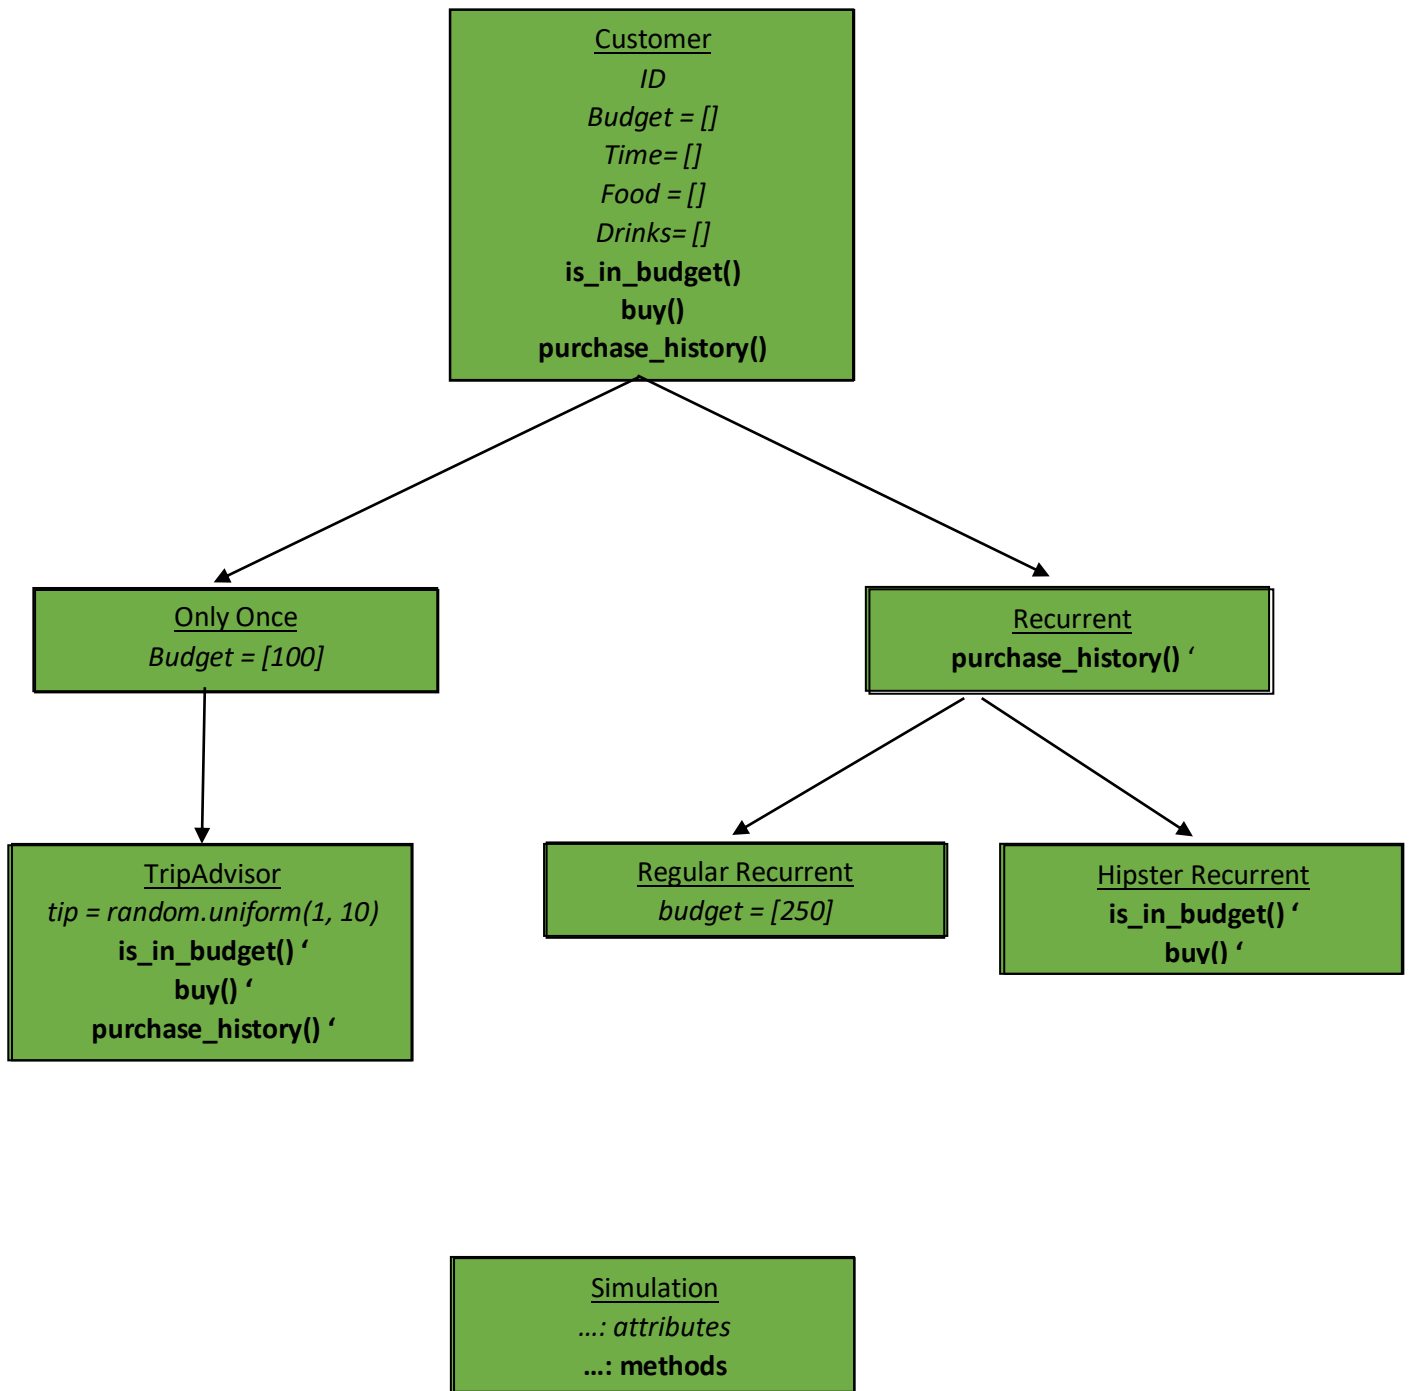 Customer
ID
Budget = []
Time= []
Food = []
Drinks= []
is_in_budget()
buy()
purchase_history()
Only Once
Budget = [100]
Recurrent
purchase_history() ‘
TripAdvisor
tip = random.uniform(1, 10)
is_in_budget() ‘
buy() ‘
purchase_history() ‘
Regular Recurrent
budget = [250]
Hipster Recurrent
is_in_budget() ‘
buy() ‘
Simulation
…: attributes
…: methods